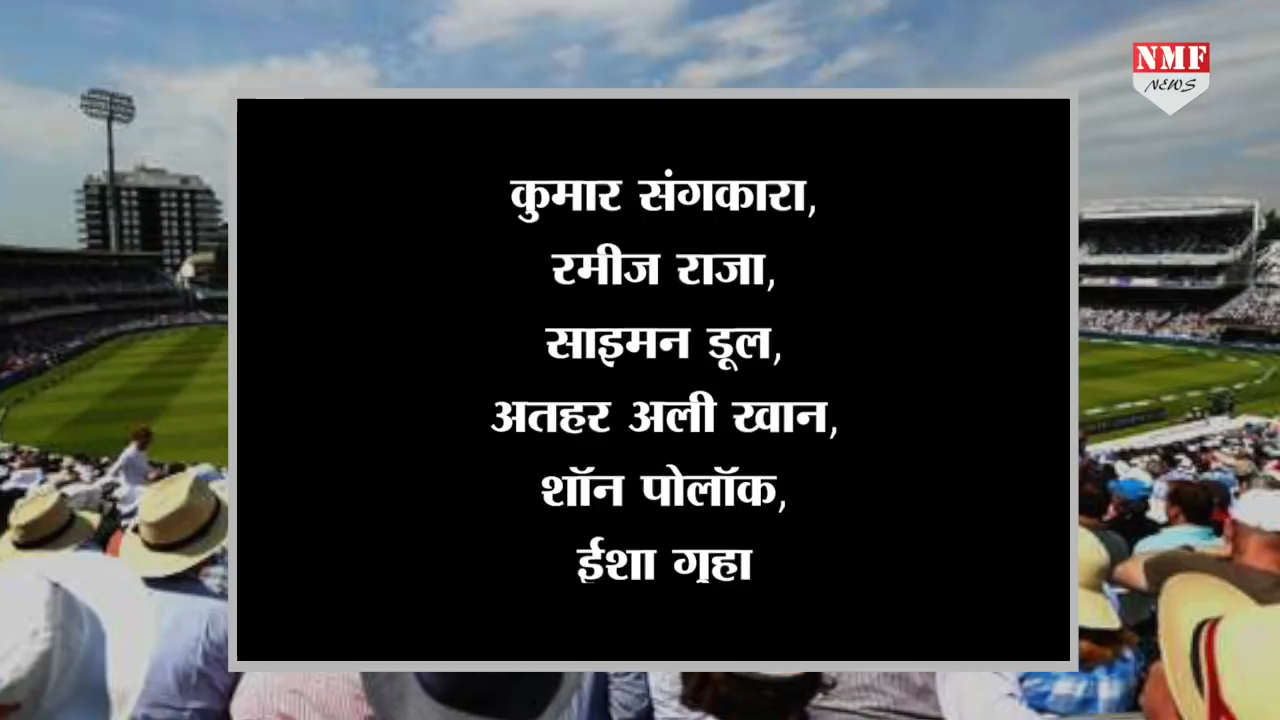 NMF
NEWS
कुमार संगकारा,
रमीज राजा,
साइमन डूल,
अतहर अली खान,
शॉन पोलॉक,
ईशा गुहा